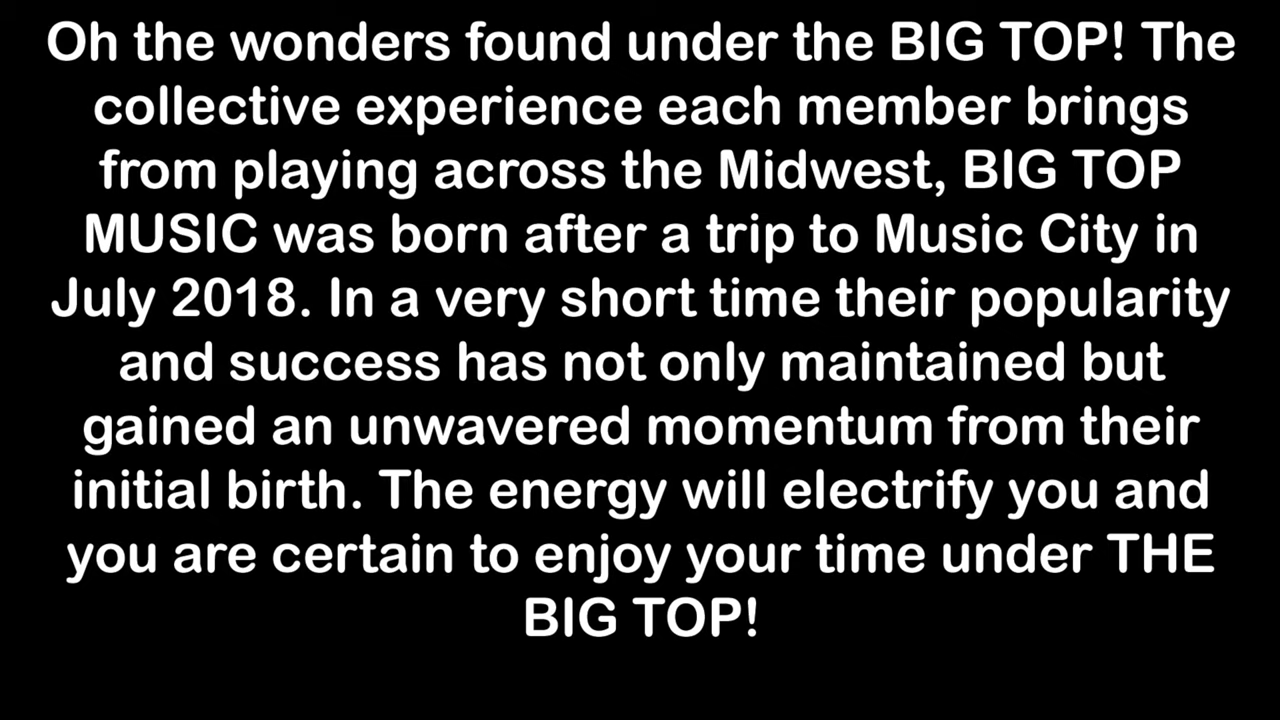 Oh the wonders found under the BIG TOP! The
collective experience each member brings
from playing across the Midwest, BIG TOP
MUSIC was born after a trip to Music City in
July 2018. In a very short time their popularity
and success has not only maintained but
gained an unwavered momentum from their
initial birth. The energy will electrify you and
you are certain to enjoy your time under THE
BIG TOP!